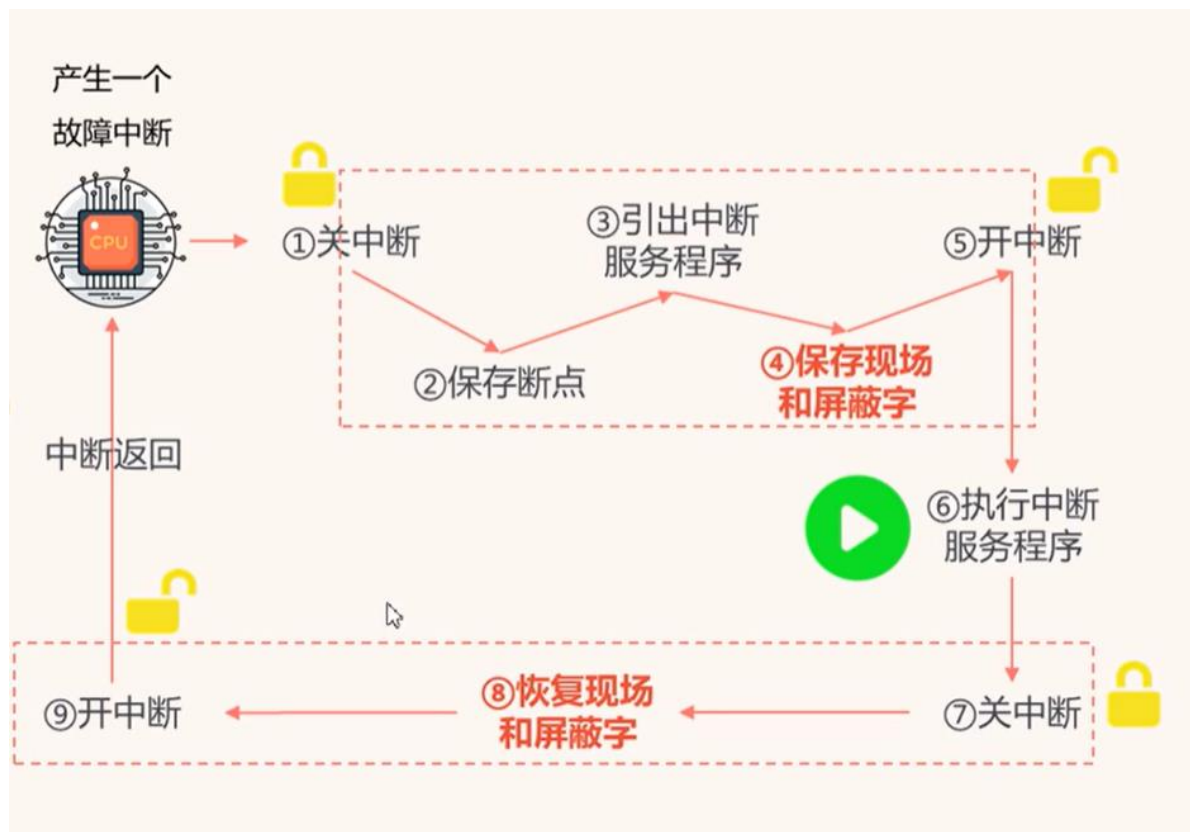 产生一个
故障中断
CPU
①关中断
③引出中断
服务程序
⑤开中断
②保存断点
④保存现场
和屏蔽字
中断返回
⑥执行中断
服务程序
⑨开中断
⑧恢复现场
和屏蔽字
⑦关中断